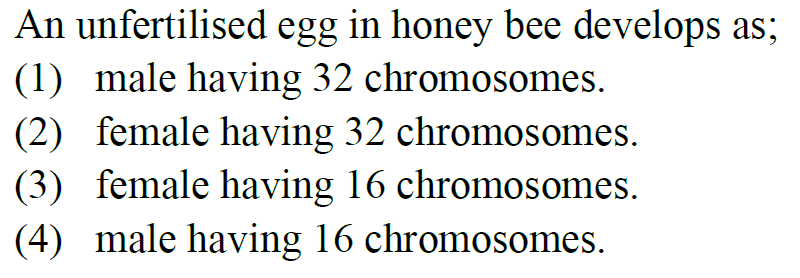 An unfertilised egg in honey bee develops as;
(1) male having 32 chromosomes.
(2) female having 32 chromosomes.
(3) female having 16 chromosomes.
(4) male having 16 chromosomes.